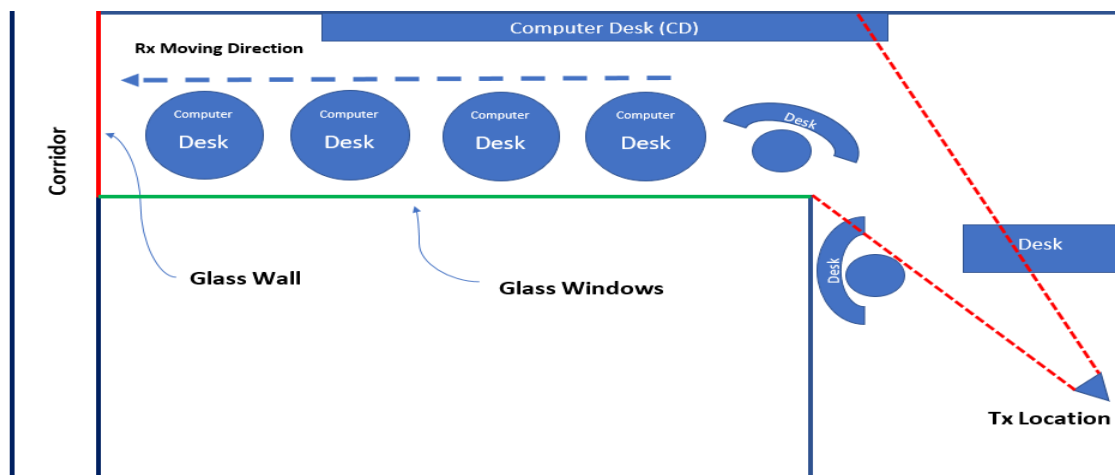 Computer Desk (CD)
Rx Moving Direction
Corridor
Computer
Desk
Computer
Desk
Computer
Desk
Computer
Desk
Desk
Glass Wall
Glass Windows
Desk
Desk
Tx Location